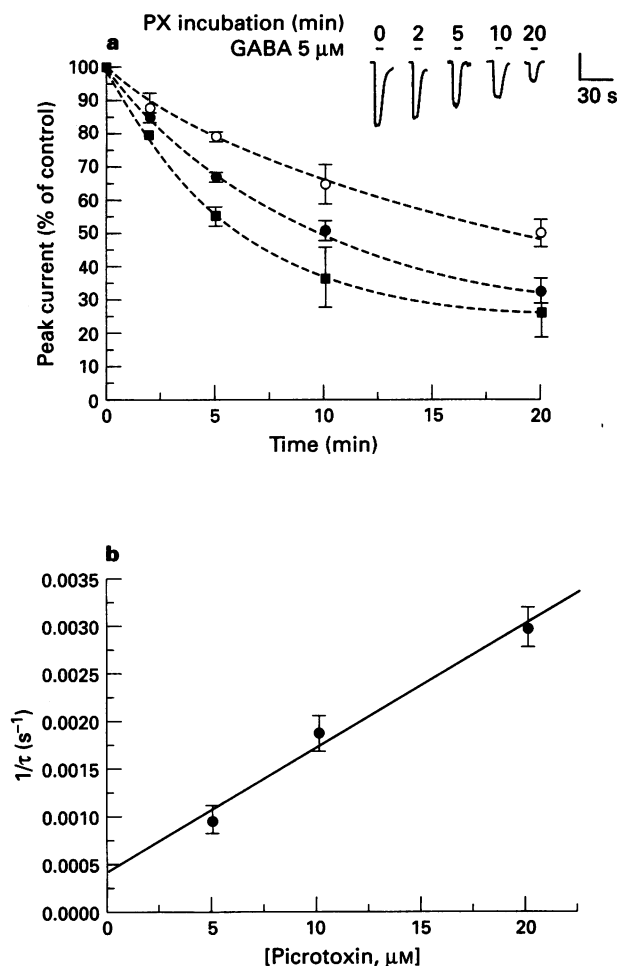 PX incubation (min) 0 2 5 10 20
GABA 5 µM
30 s
a
100
90
80
70
60
50
40
30
20
10
0
Peak current (% of control)
0 5 10 15 20
Time (min)
b
0.0035
0.0030
0.0025
0.0020
0.0015
0.0010
0.0005
0.0000
1/τ (s⁻¹)
0 5 10 15 20
[Picrotoxin, µM]